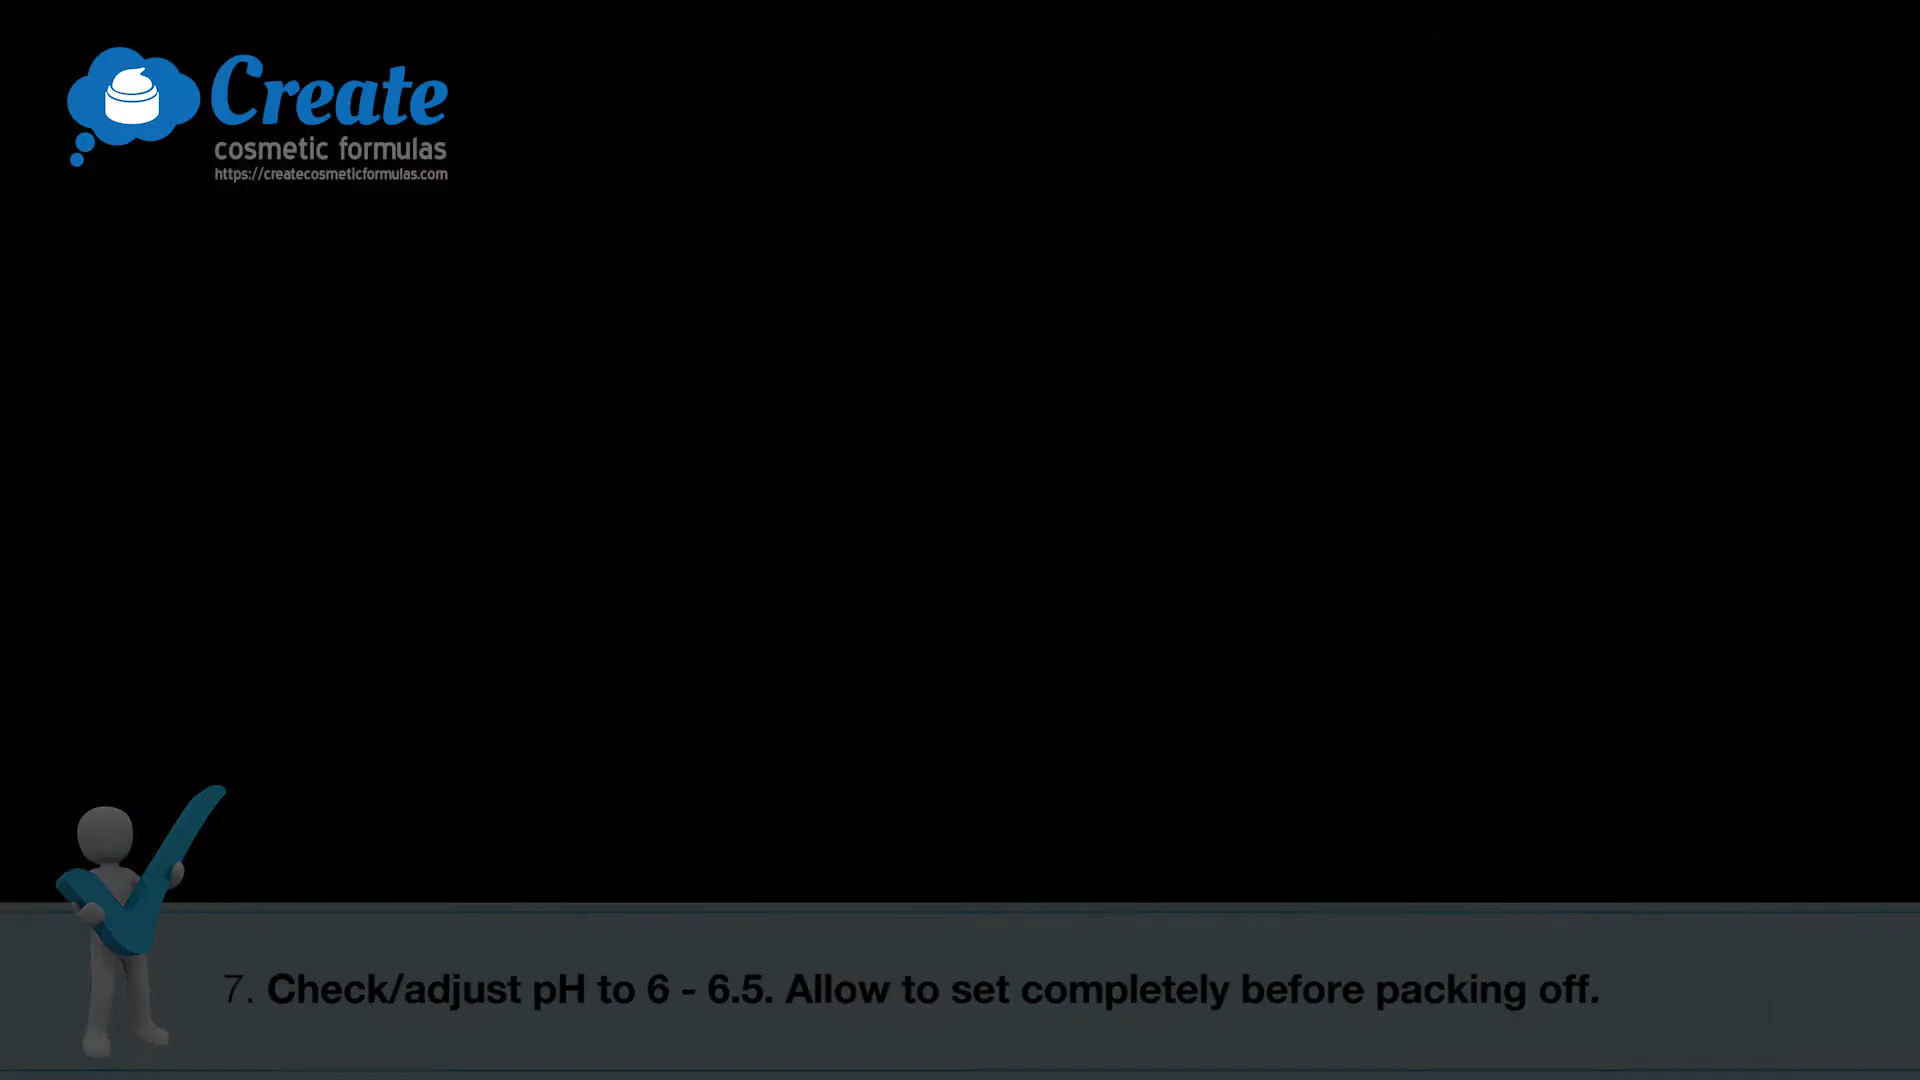 Create
cosmetic formulas
https://createcosmeticformulas.com
7. Check/adjust pH to 6 - 6.5. Allow to set completely before packing off.